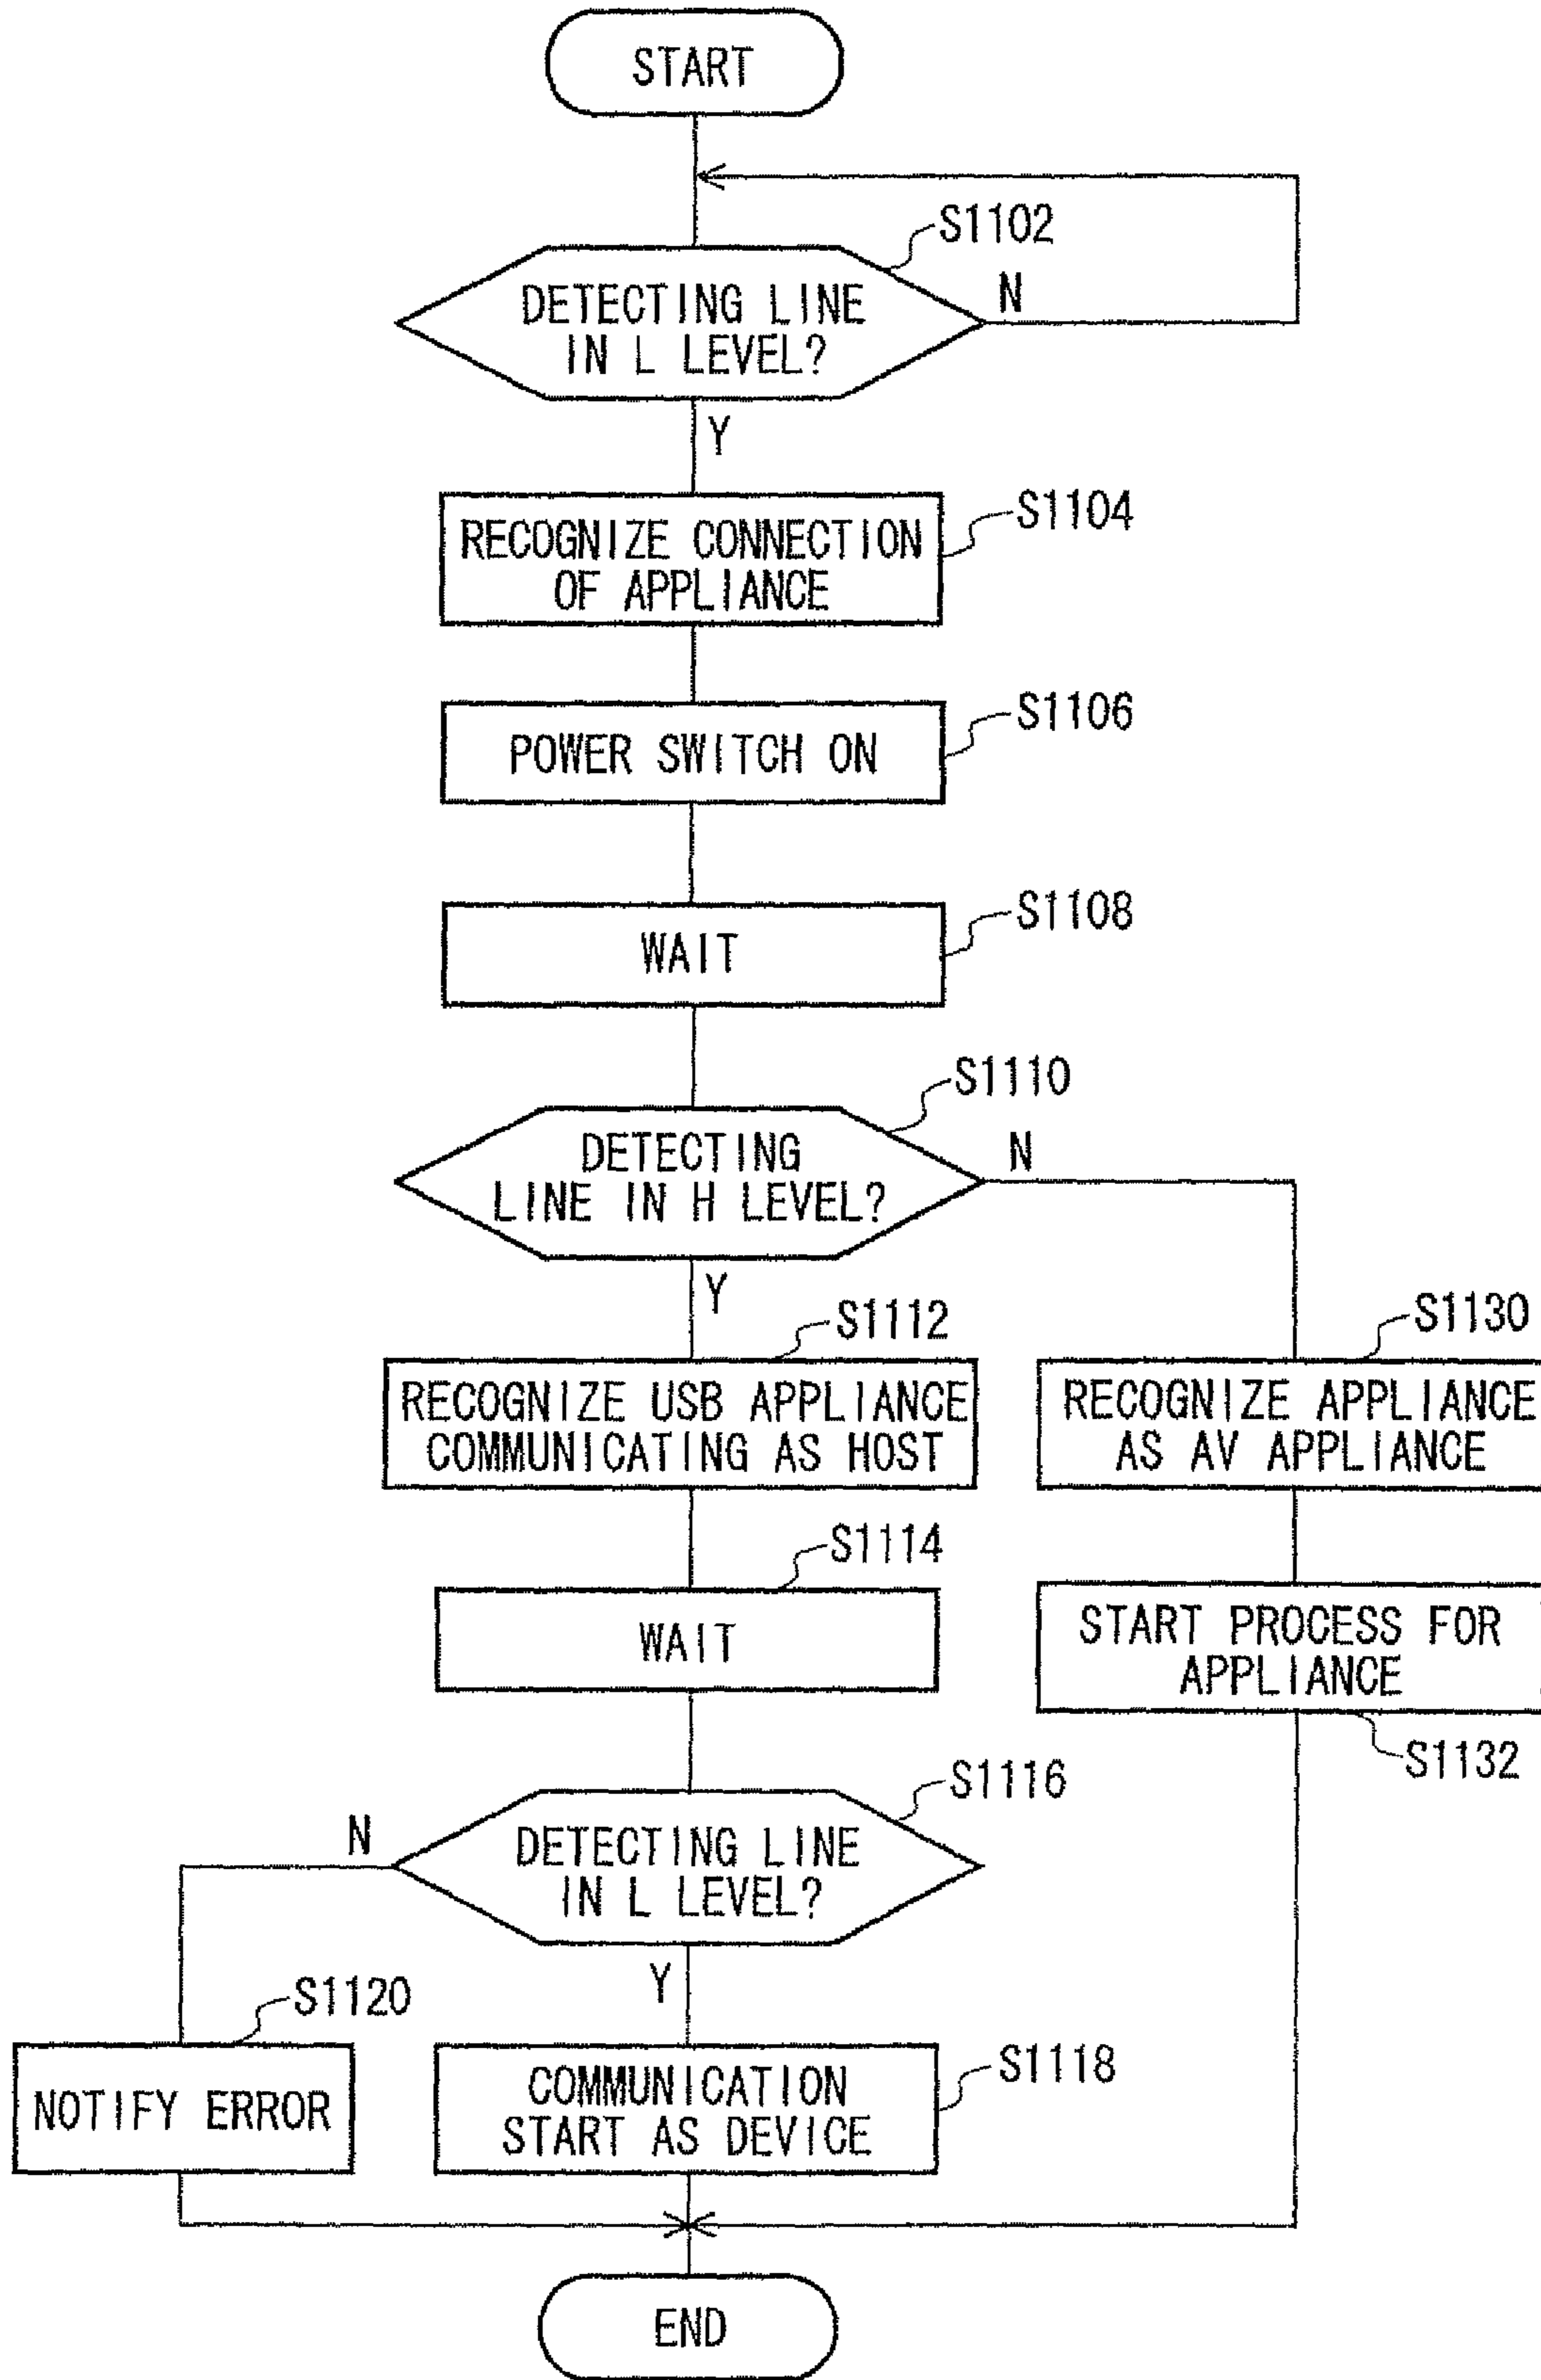 START
S1102
DETECTING LINE
IN L LEVEL?
N
Y
S1104
RECOGNIZE CONNECTION
OF APPLIANCE
S1106
POWER SWITCH ON
S1108
WAIT
S1110
DETECTING
LINE IN H LEVEL?
N
Y
S1112
RECOGNIZE USB APPLIANCE
COMMUNICATING AS HOST
S1130
RECOGNIZE APPLIANCE
AS AV APPLIANCE
S1114
WAIT
START PROCESS FOR
APPLIANCE
S1132
S1116
DETECTING LINE
IN L LEVEL?
N
Y
S1120
NOTIFY ERROR
S1118
COMMUNICATION
START AS DEVICE
END